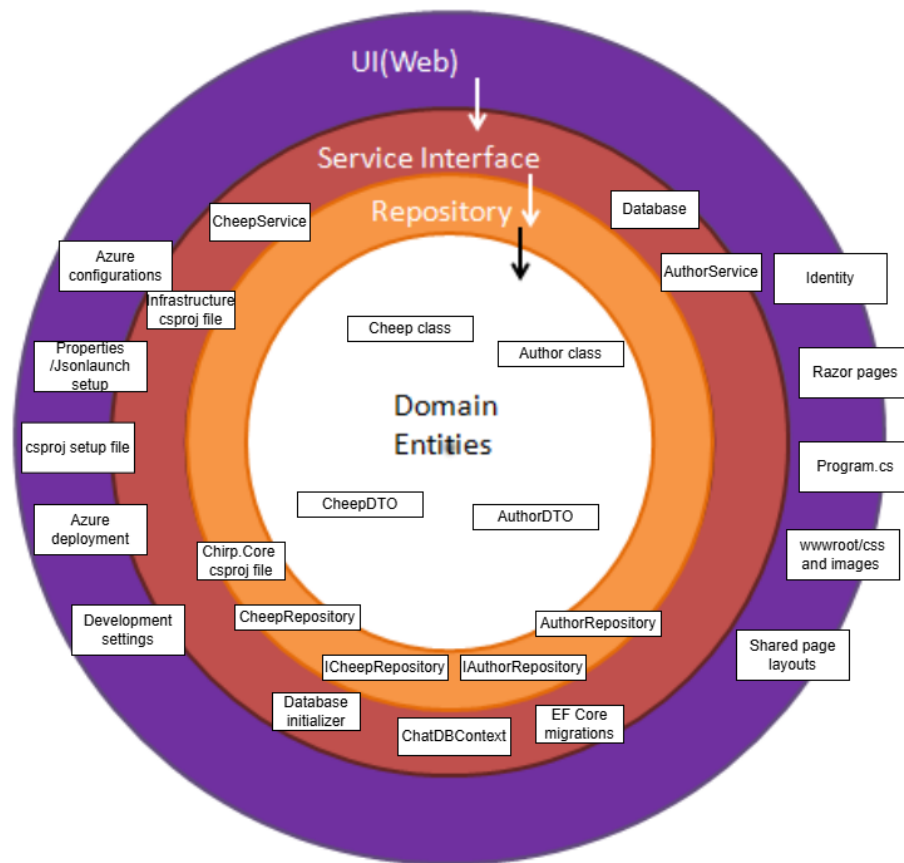 UI(Web)
Service Interface
Repository
CheepService
Database
Azure
configurations
AuthorService
Identity
Infrastructure
csproj file
Cheep class
Author class
Properties
/Jsonlaunch
setup
Razor pages
Domain
Entities
csproj setup file
Program.cs
CheepDTO
AuthorDTO
Azure
deployment
wwwroot/css
and images
Chirp.Core
csproj file
CheepRepository
AuthorRepository
Development
settings
Shared page
layouts
ICheepRepository
IAuthorRepository
Database
initializer
ChatDBContext
EF Core
migrations